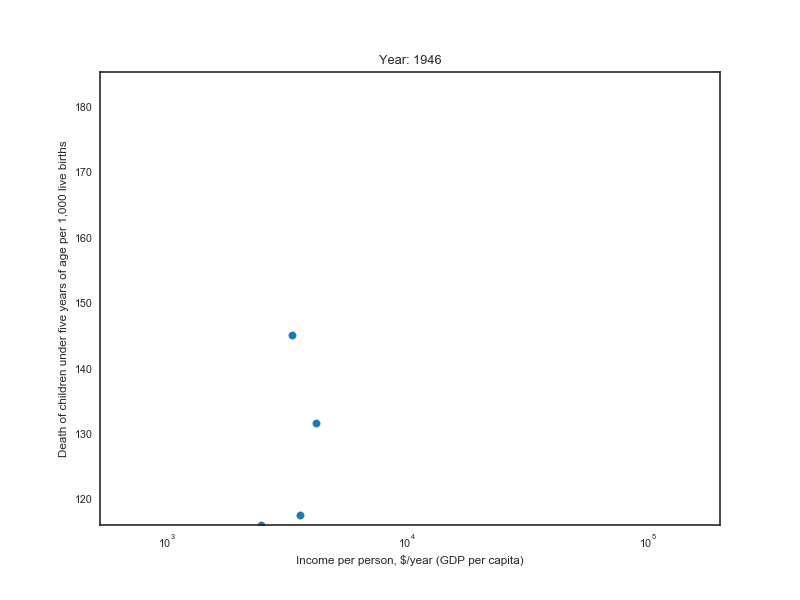 Year: 1946
Death of children under five years of age per 1,000 live births
180
170
160
150
140
130
120
10³ 10⁴ 10⁵
Income per person, $/year (GDP per capita)